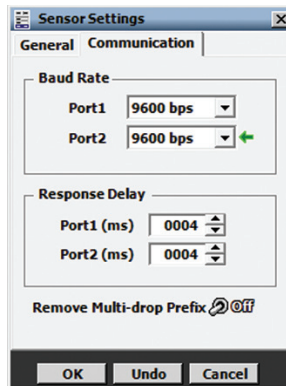 Sensor Settings
General Communication
Baud Rate
Port1 9600 bps
Port2 9600 bps
Response Delay
Port1 (ms) 0004
Port2 (ms) 0004
Remove Multi-drop Prefix Off
OK Undo Cancel